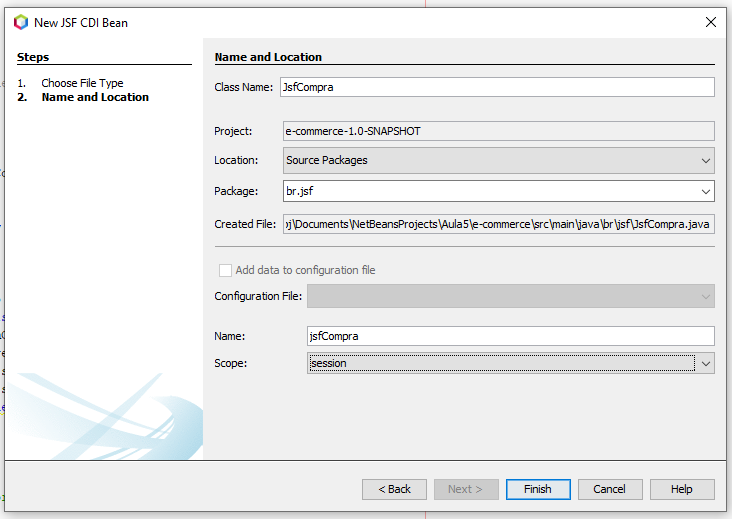 New JSF CDI Bean
Steps
1. Choose File Type
2. Name and Location
Name and Location
Class Name: JsfCompra
Project: e-commerce-1.0-SNAPSHOT
Location: Source Packages
Package: br.jsf
Created File: \Documents\NetBeansProjects\Aula5\e-commerce\src\main\java\br\jsf\JsfCompra.java
Add data to configuration file
Configuration File:
Name: jsfCompra
Scope: session
< Back Next > Finish Cancel Help